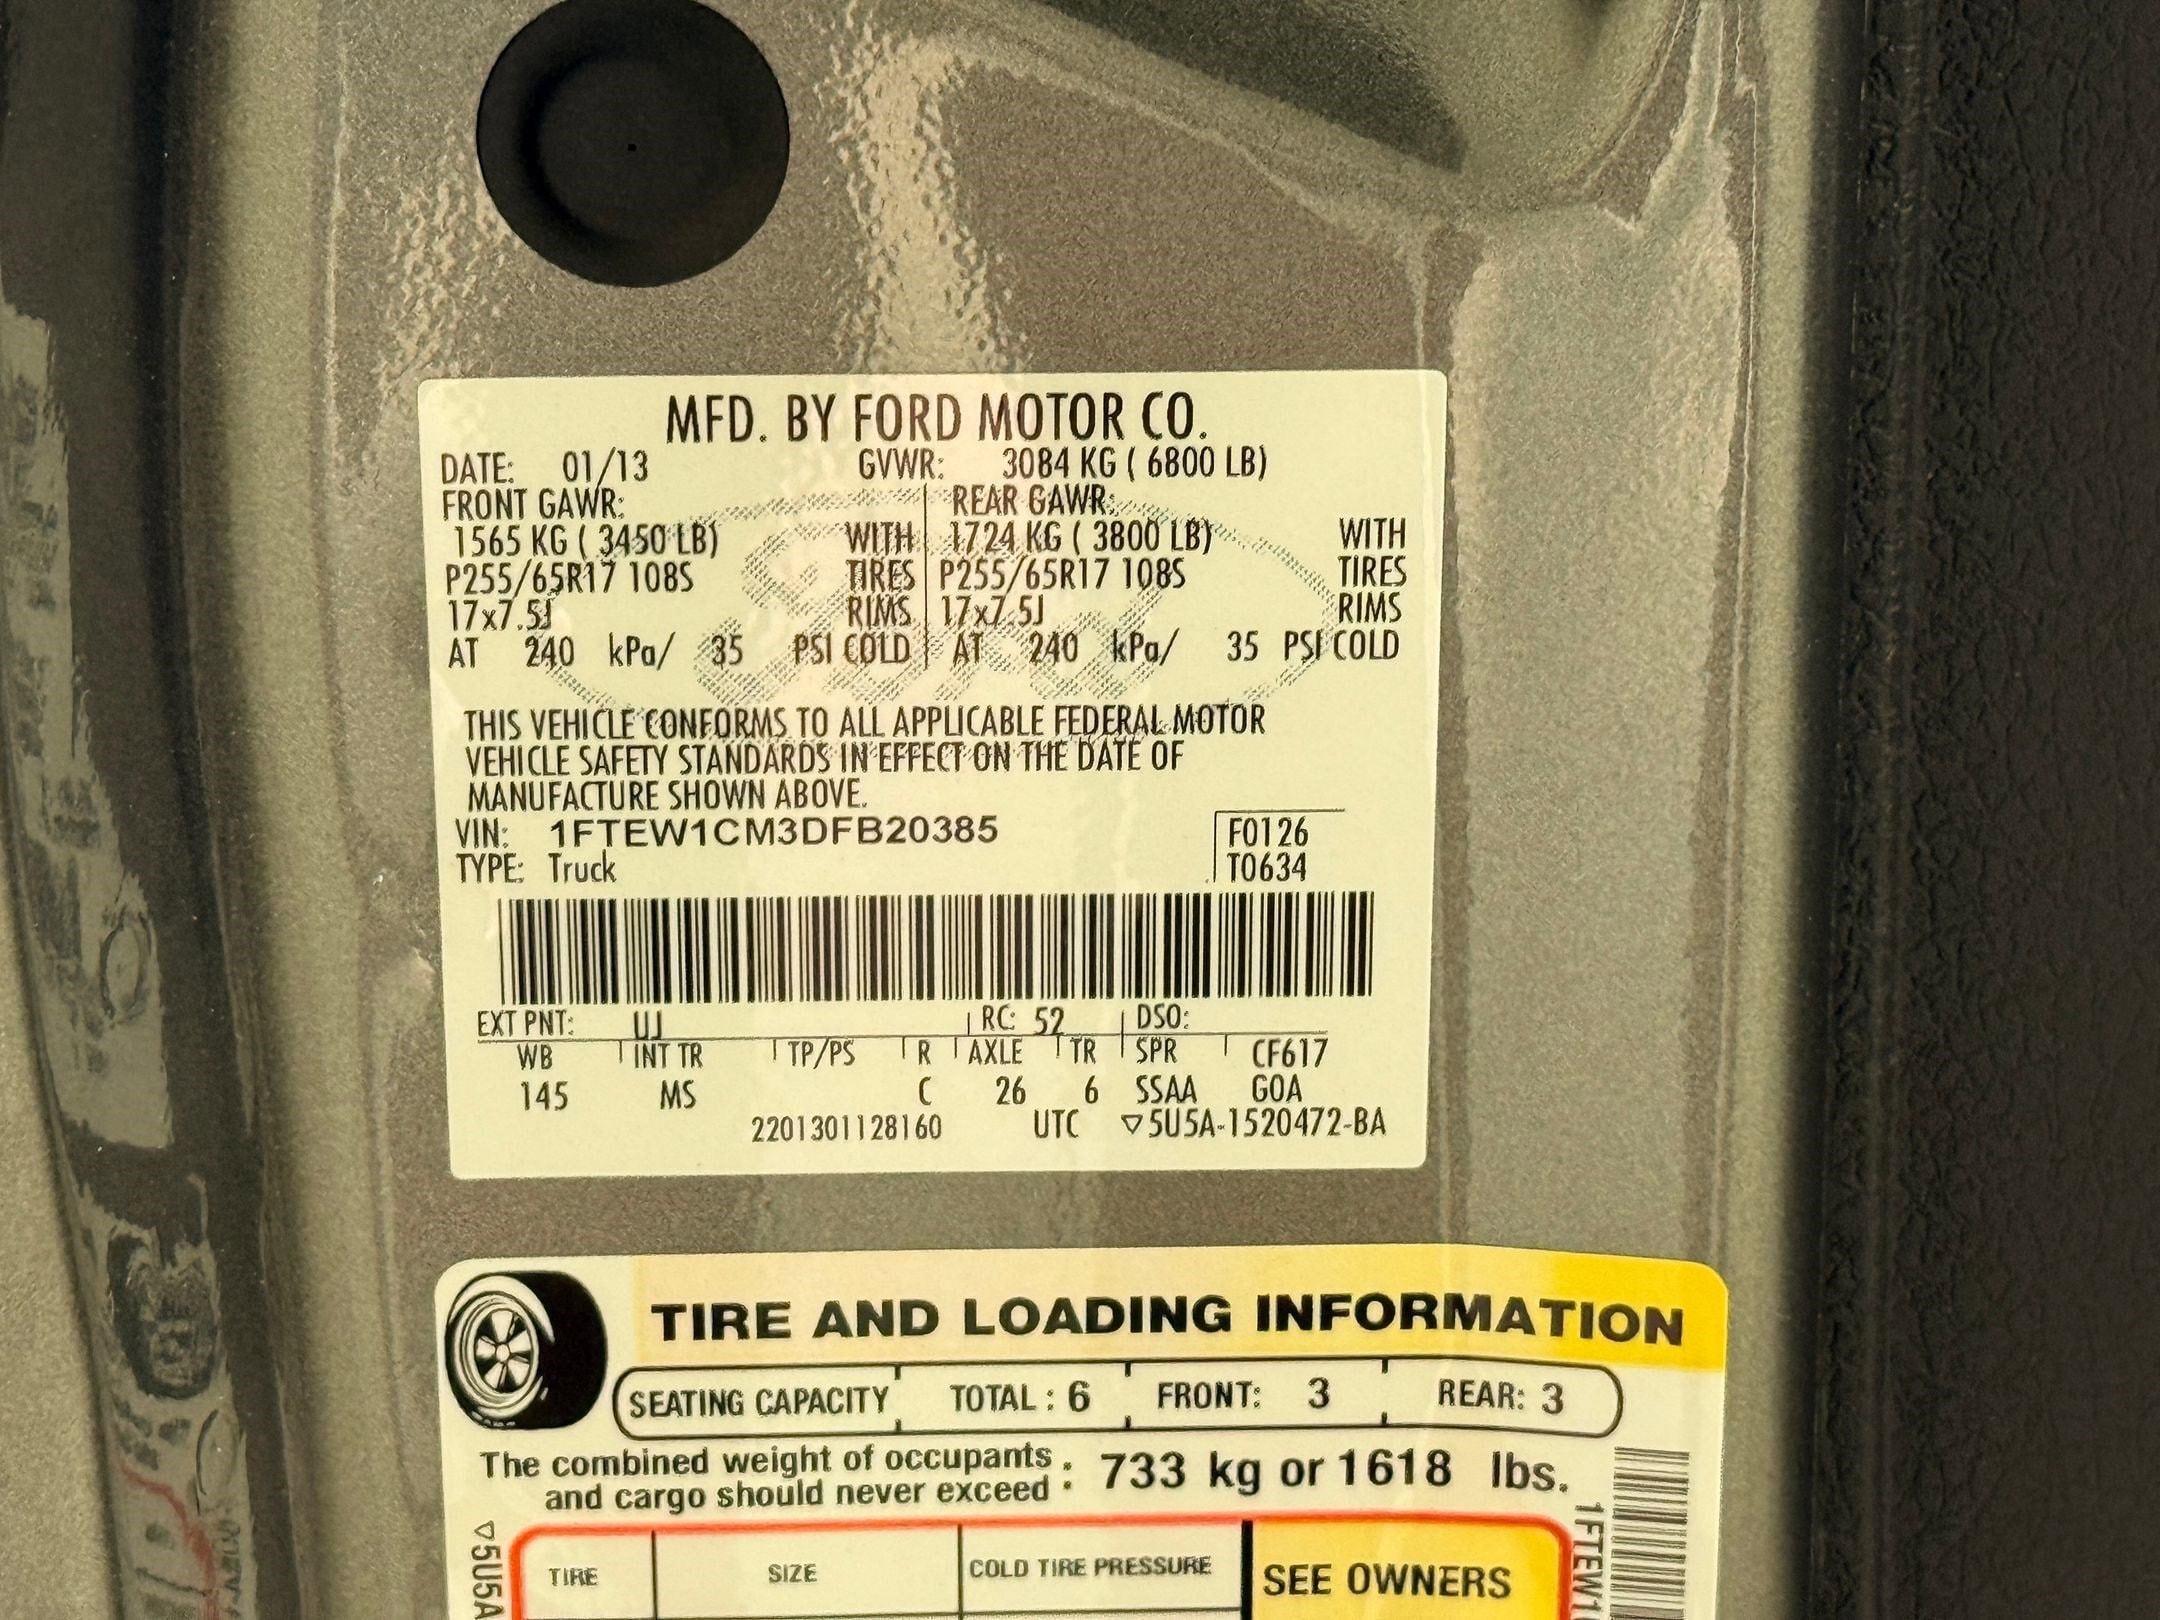 MFD. BY FORD MOTOR CO.
DATE: 01/13 GVWR: 3084 KG ( 6800 LB)
FRONT GAWR: REAR GAWR:
1565 KG ( 3450 LB) WITH 1724 KG ( 3800 LB) WITH
P255/65R17 108S TIRES P255/65R17 108S TIRES
17x7.5J RIMS 17x7.5J RIMS
AT 240 kPa/ 35 PSI COLD AT 240 kPa/ 35 PSI COLD
THIS VEHICLE CONFORMS TO ALL APPLICABLE FEDERAL MOTOR
VEHICLE SAFETY STANDARDS IN EFFECT ON THE DATE OF
MANUFACTURE SHOWN ABOVE.
VIN: 1FTEW1CM3DFB20385 F0126
TYPE: Truck T0634
EXT PNT: UJ RC: 52 DSO:
WB INT TR TP/PS R AXLE TR SPR CF617
145 MS C 26 6 SSAA GOA
2201301128160 UTC ▽5U5A-1520472-BA
TIRE AND LOADING INFORMATION
SEATING CAPACITY TOTAL : 6 FRONT: 3 REAR: 3
The combined weight of occupants
and cargo should never exceed : 733 kg or 1618 lbs.
TIRE SIZE COLD TIRE PRESSURE SEE OWNERS
▽5U5A
1FTEW1